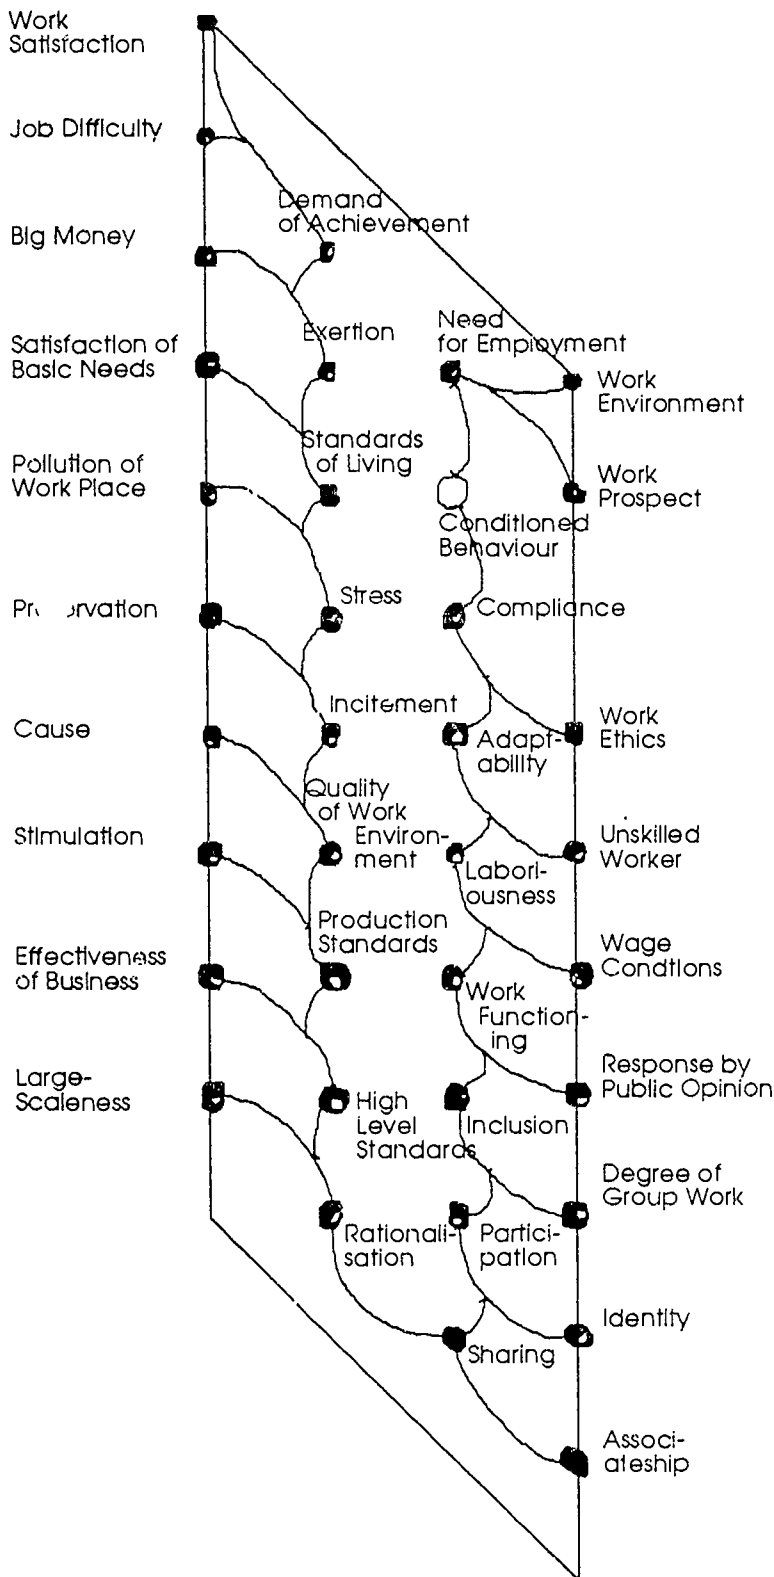 Work
Satisfaction
Job Difficulty
Demand
of Achievement
Big Money
Exertion
Need
for Employment
Satisfaction of
Basic Needs
Work
Environment
Standards
of Living
Pollution of
Work Place
Work
Prospect
Conditioned
Behaviour
Stress
Compliance
Incitement
Cause
Work
Ethics
Adapt-
ability
Quality
of Work
Environ-
ment
Stimulation
Unskilled
Worker
Labori-
ousness
Production
Standards
Effectiveness
of Business
Wage
Condtions
Work
Function-
ing
Large-
Scaleness
Response by
Public Opinion
High
Level
Standards
Inclusion
Degree of
Group Work
Rationali-
sation
Partici-
pation
Identity
Sharing
Associ-
ateship